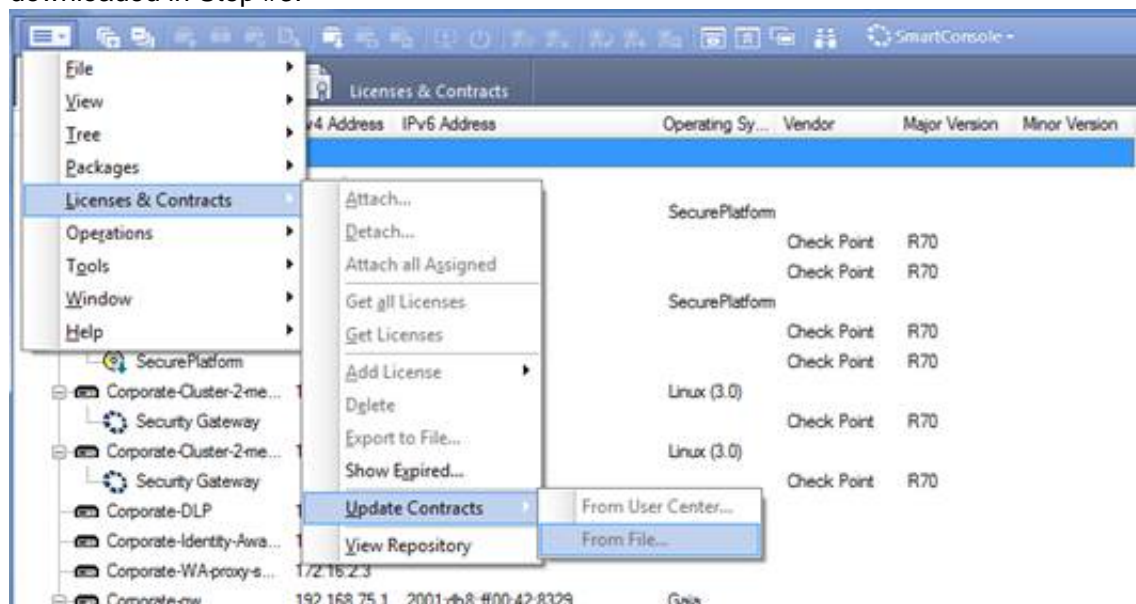 SmartConsole
File
View
Tree
Packages
Licenses & Contracts
Operations
Tools
Window
Help
Licenses & Contracts
v4 Address IPv6 Address Operating Sy... Vendor Major Version Minor Version
Attach...
Detach...
Attach all Assigned
Get all Licenses
Get Licenses
Add License
Delete
Export to File...
Show Expired...
Update Contracts
View Repository
From User Center...
From File...
SecurePlatform
Check Point R70
Check Point R70
SecurePlatform
Check Point R70
SecurePlatform Check Point R70
Corporate-Cluster-2-me... 1 Linux (3.0)
Security Gateway Check Point R70
Corporate-Cluster-2-me... 1 Linux (3.0)
Security Gateway Check Point R70
Corporate-DLP 1
Corporate-Identity-Awa... 1
Corporate-WA-proxy-s... 172.16.2.3
Corporate-gw 192.168.75.1 2001:db8:ff00:42:8329 Gaia